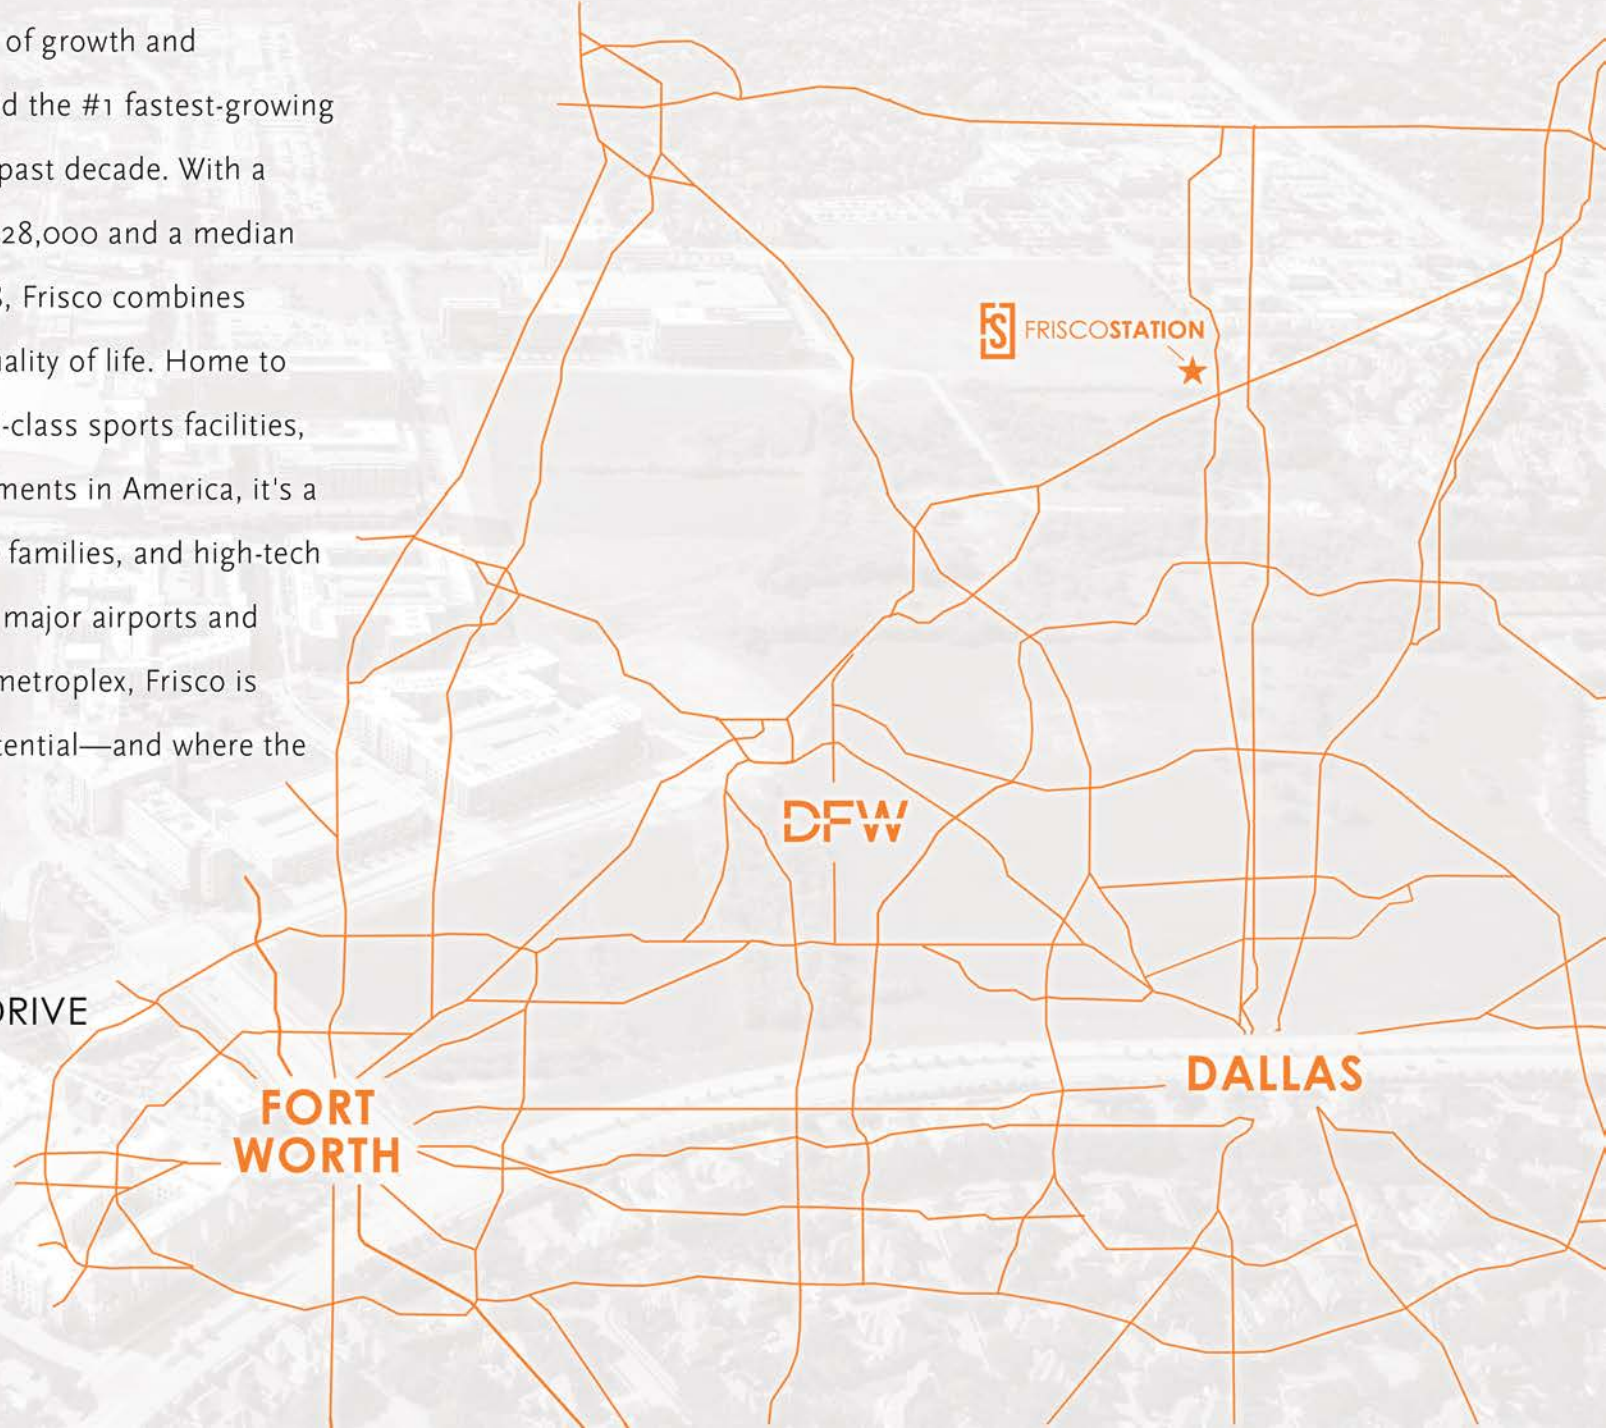 of growth and
d the #1 fastest-growing
past decade. With a
28,000 and a median
, Frisco combines
ality of life. Home to
-class sports facilities,
ments in America, it's a
families, and high-tech
major airports and
metroplex, Frisco is
tential—and where the
FS FRISCOSTATION
DFW
DRIVE
FORT
WORTH
DALLAS